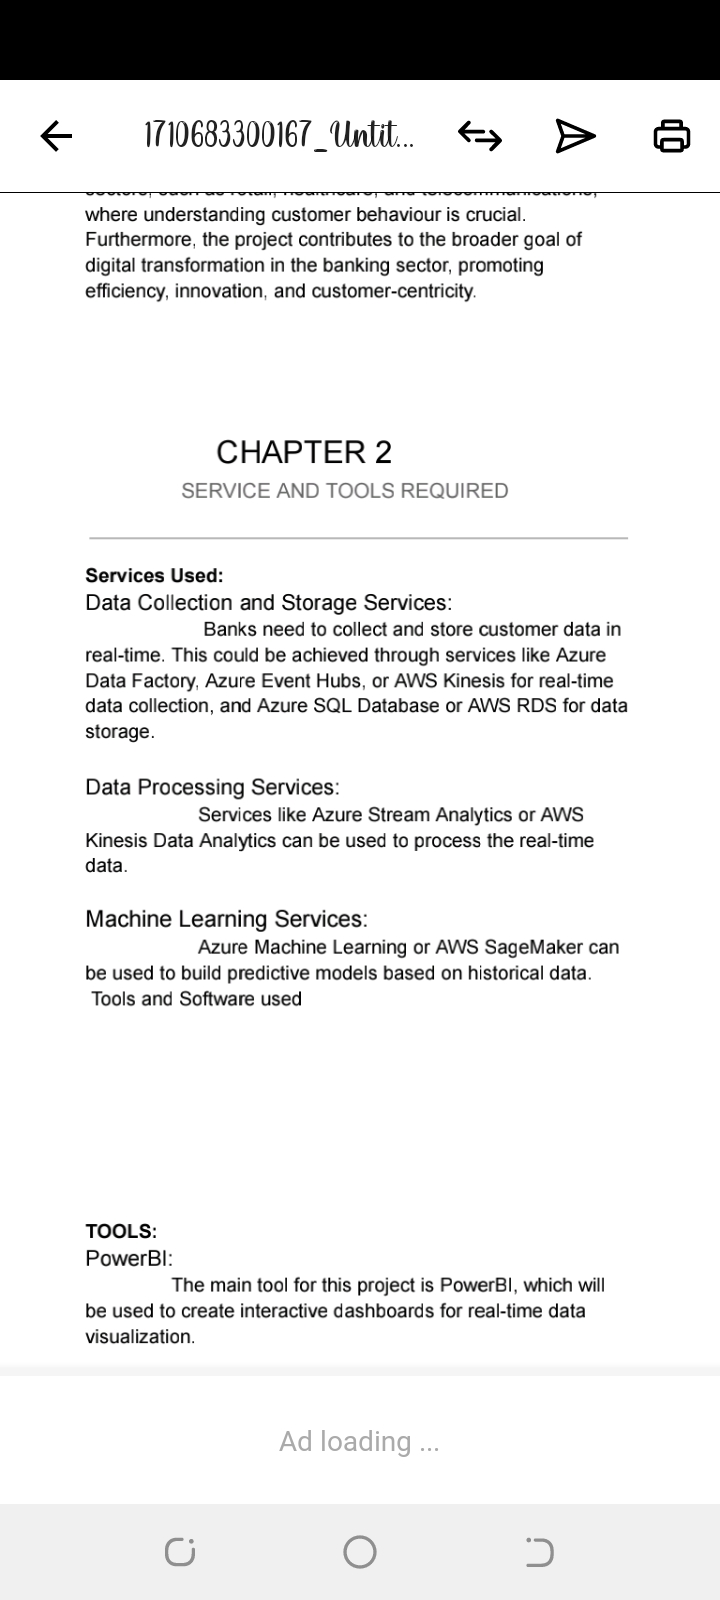 1710683300167_Untit...
sectors, such as retail, healthcare, and telecommunications,
where understanding customer behaviour is crucial.
Furthermore, the project contributes to the broader goal of
digital transformation in the banking sector, promoting
efficiency, innovation, and customer-centricity.
CHAPTER 2
SERVICE AND TOOLS REQUIRED
Services Used:
Data Collection and Storage Services:
Banks need to collect and store customer data in
real-time. This could be achieved through services like Azure
Data Factory, Azure Event Hubs, or AWS Kinesis for real-time
data collection, and Azure SQL Database or AWS RDS for data
storage.
Data Processing Services:
Services like Azure Stream Analytics or AWS
Kinesis Data Analytics can be used to process the real-time
data.
Machine Learning Services:
Azure Machine Learning or AWS SageMaker can
be used to build predictive models based on historical data.
Tools and Software used
TOOLS:
PowerBI:
The main tool for this project is PowerBI, which will
be used to create interactive dashboards for real-time data
visualization.
Ad loading ...